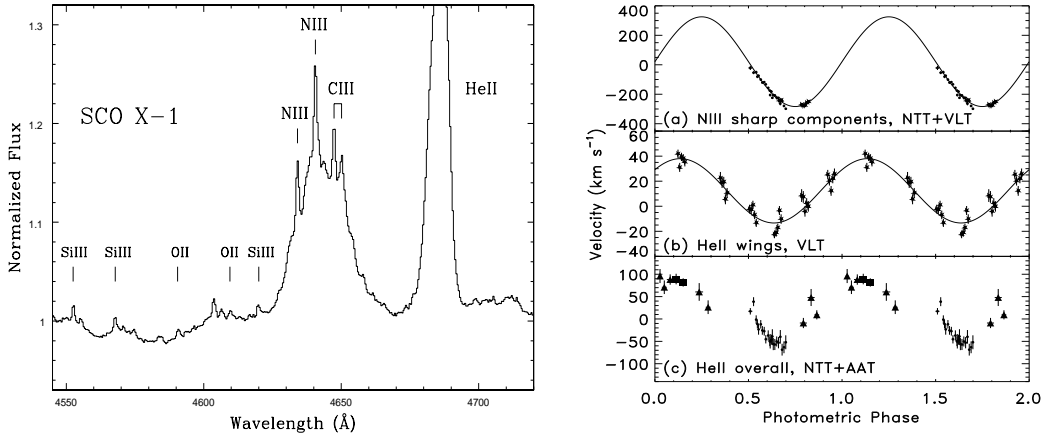 1.3
1.2
1.1
1
Normalized Flux
SCO X-1
NIII
NIII
CIII
HeII
SiIII
SiIII
OII
OII
SiIII
4550
4600
4650
4700
Wavelength (Å)
400
200
0
-200
-400
(a) NIII sharp components, NTT+VLT
60
40
20
0
-20
-40
(b) HeII wings, VLT
100
50
0
-50
-100
(c) HeII overall, NTT+AAT
Velocity (km s⁻¹)
0.0
0.5
1.0
1.5
2.0
Photometric Phase